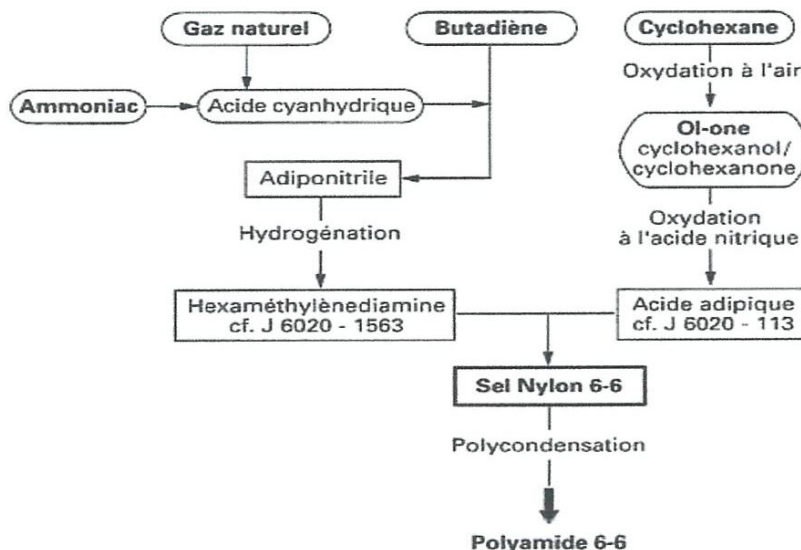 Gaz naturel
Butadiène
Cyclohexane
Oxydation à l'air
Ammoniac
Acide cyanhydrique
Ol-one
cyclohexanol/
cyclohexanone
Adiponitrile
Hydrogénation
Oxydation
à l'acide nitrique
Hexaméthylènediamine
cf. J 6020 - 1563
Acide adipique
cf. J 6020 - 113
Sel Nylon 6-6
Polycondensation
Polyamide 6-6